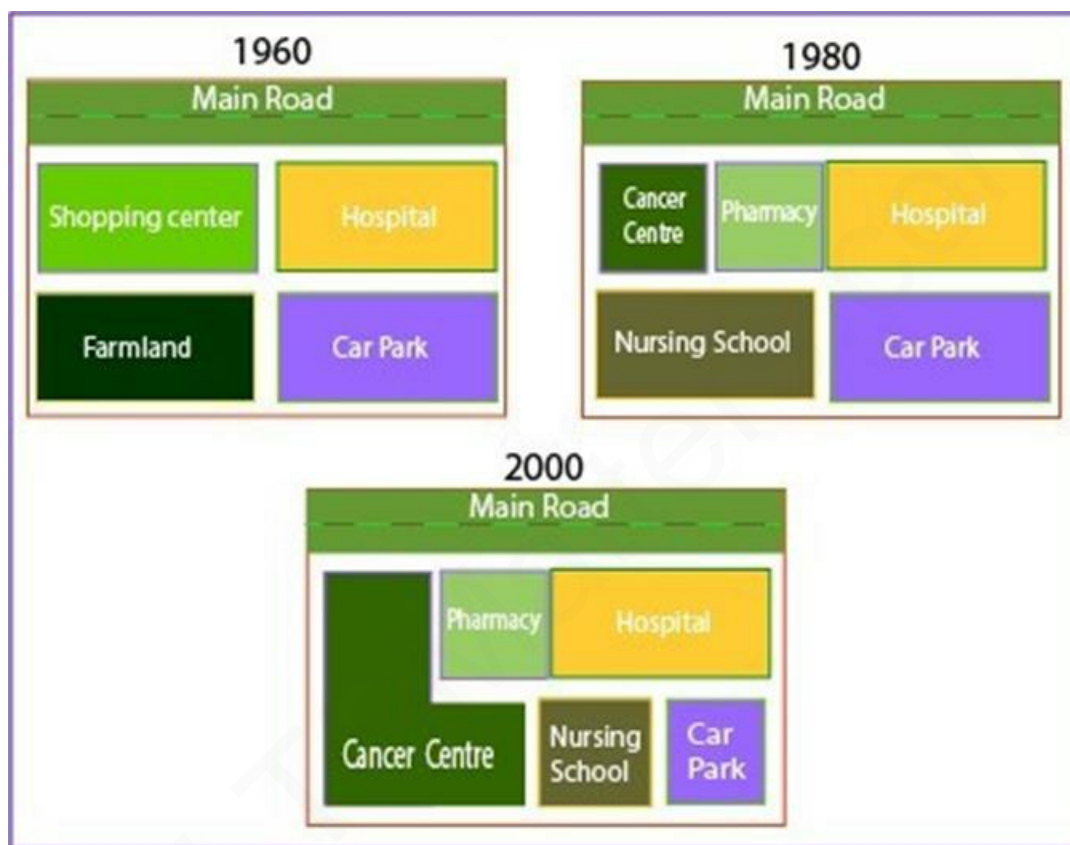 1960
Main Road
Shopping center
Hospital
Farmland
Car Park
1980
Main Road
Cancer
Centre
Pharmacy
Hospital
Nursing School
Car Park
2000
Main Road
Pharmacy
Hospital
Cancer Centre
Nursing
School
Car
Park